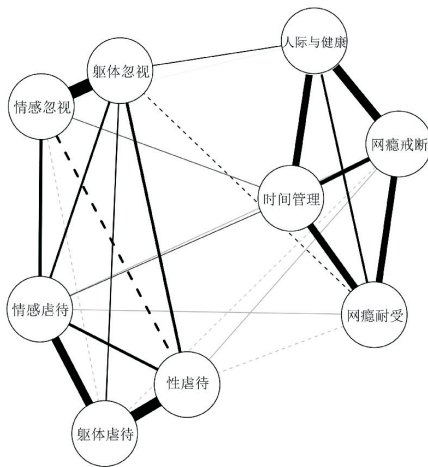 人际与健康
躯体忽视
情感忽视
网瘾戒断
时间管理
情感虐待
网瘾耐受
性虐待
躯体虐待